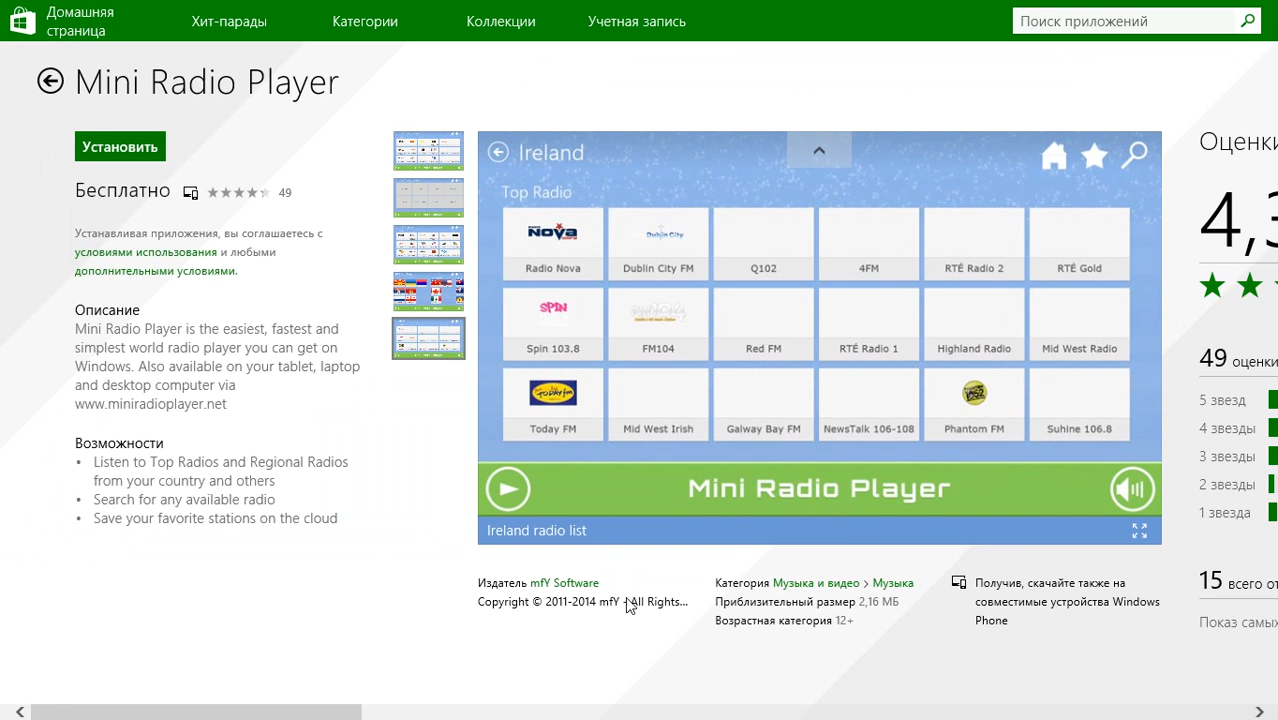 Домашняя
страница
Хит-парады
Категории
Коллекции
Учетная запись
Поиск приложений
Mini Radio Player
Установить
Бесплатно 49
Устанавливая приложения, вы соглашаетесь с
условиями использования и любыми
дополнительными условиями.
Описание
Mini Radio Player is the easiest, fastest and
simplest world radio player you can get on
Windows. Also available on your tablet, laptop
and desktop computer via
www.miniradioplayer.net
Возможности
• Listen to Top Radios and Regional Radios
from your country and others
• Search for any available radio
• Save your favorite stations on the cloud
Ireland
Top Radio
NOVA
Dublin City
Radio Nova
Dublin City FM
Q102
4FM
RTÉ Radio 2
RTÉ Gold
SPIN
Spin 103.8
FM104
Red FM
RTÉ Radio 1
Highland Radio
Mid West Radio
TODAY FM
Today FM
Mid West Irish
Galway Bay FM
NewsTalk 106-108
Phantom FM
Suhine 106.8
Mini Radio Player
Ireland radio list
Издатель mfY Software
Copyright © 2011-2014 mfY - All Rights...
Категория Музыка и видео > Музыка
Приблизительный размер 2,16 МБ
Возрастная категория 12+
Получив, скачайте также на
совместимые устройства Windows
Phone
Оценки
4,3
49 оценки
5 звезд
4 звезды
3 звезды
2 звезды
1 звезда
15 всего от
Показ самых